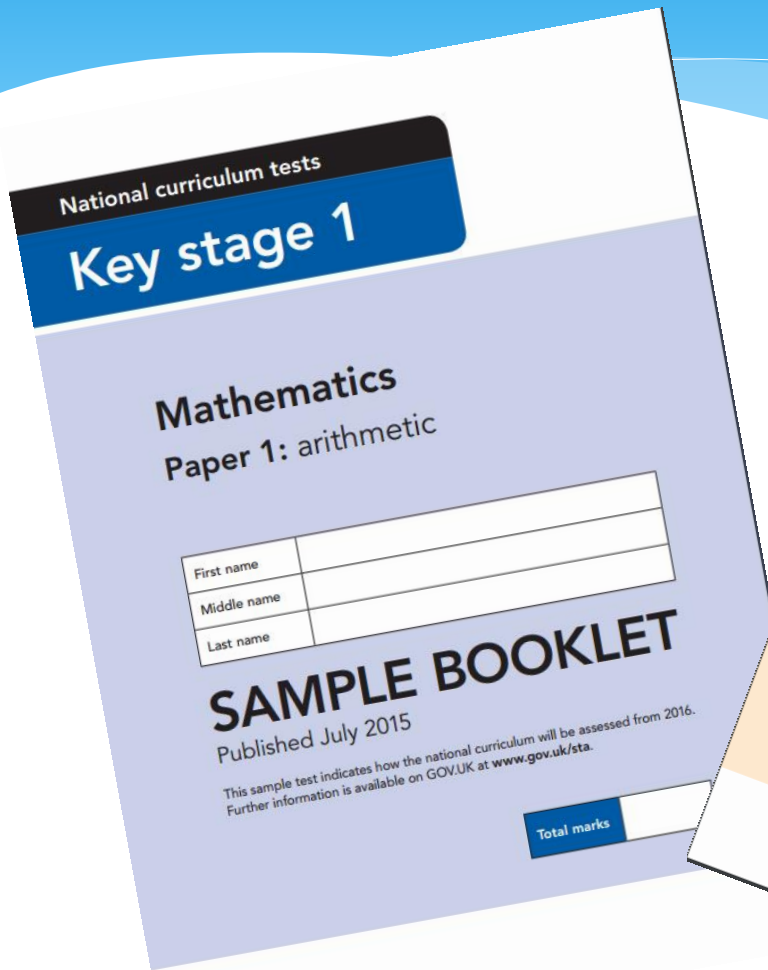 National curriculum tests
Key stage 1
Mathematics
Paper 1: arithmetic
First name
Middle name
Last name
SAMPLE BOOKLET
Published July 2015
This sample test indicates how the national curriculum will be assessed from 2016.
Further information is available on GOV.UK at www.gov.uk/sta.
Total marks